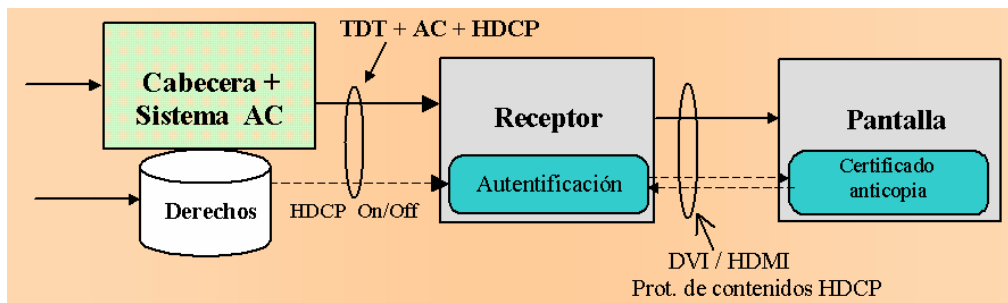 TDT + AC + HDCP
Cabecera +
Sistema AC
Receptor
Pantalla
Derechos
HDCP On/Off
Autentificación
Certificado
anticopia
DVI / HDMI
Prot. de contenidos HDCP